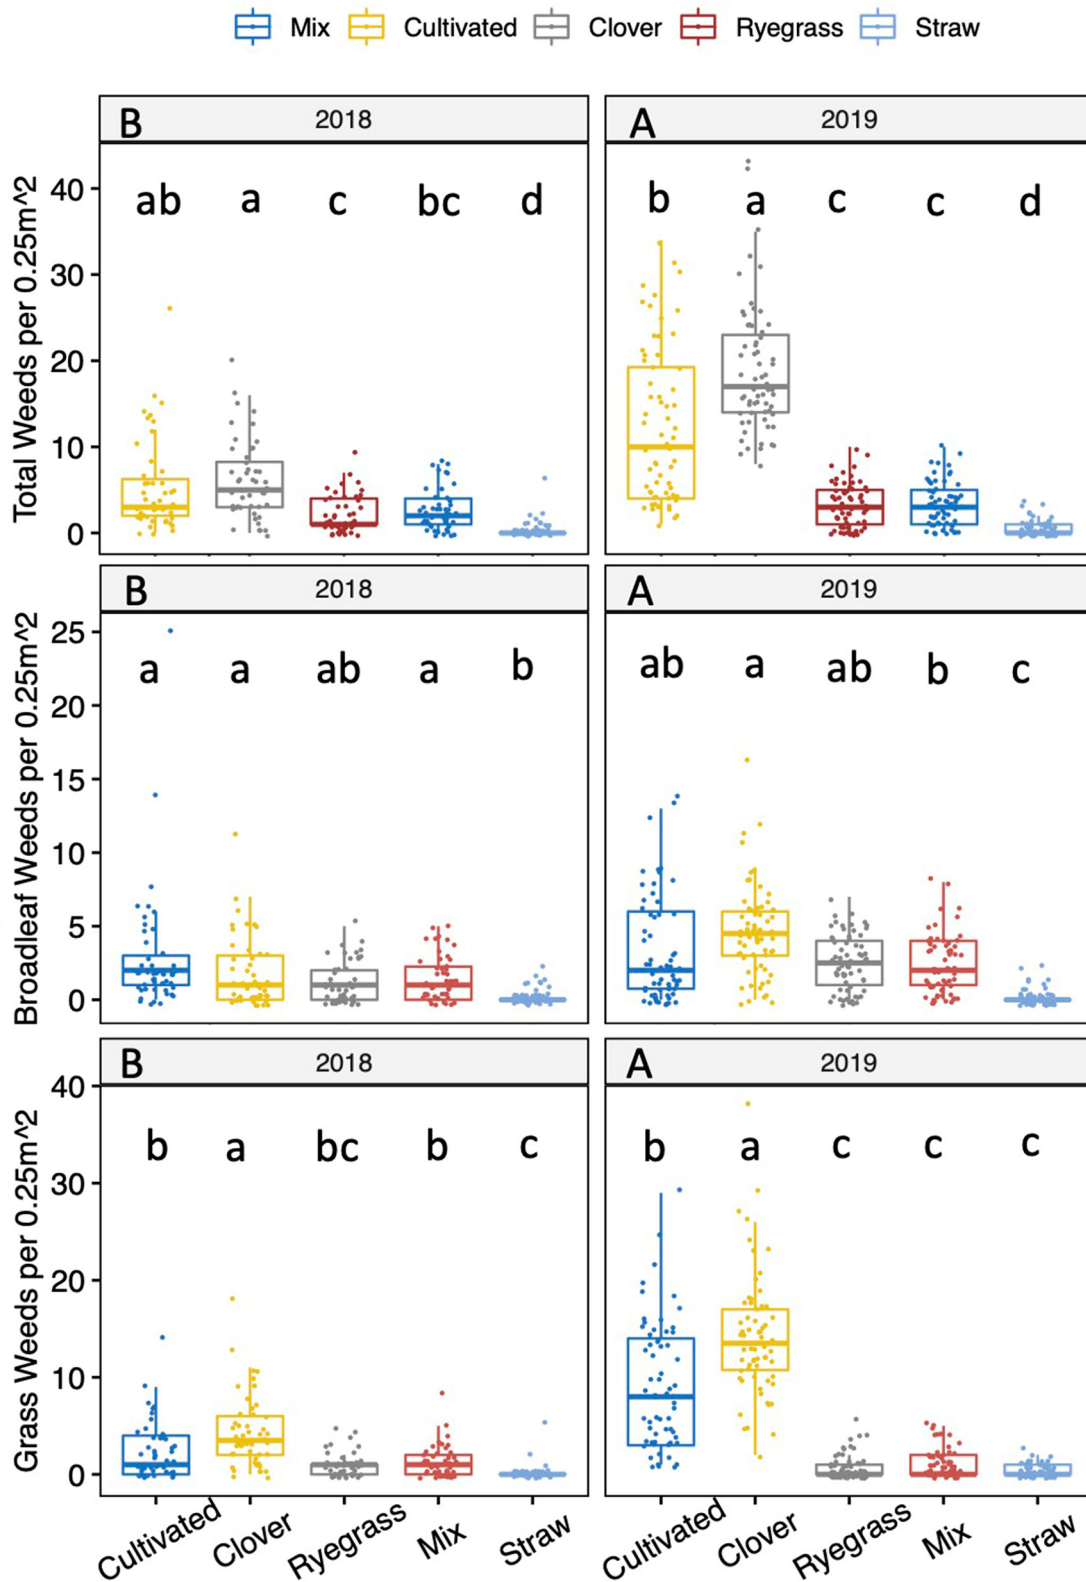 Mix Cultivated Clover Ryegrass Straw
B 2018 A 2019
Total Weeds per 0.25m^2
40
30
20
10
0
ab a c bc d
b a c c d
B 2018 A 2019
Broadleaf Weeds per 0.25m^2
25
20
15
10
5
0
a a ab a b
ab a ab b c
B 2018 A 2019
Grass Weeds per 0.25m^2
40
30
20
10
0
b a bc b c
b a c c c
Cultivated Clover Ryegrass Mix Straw
Cultivated Clover Ryegrass Mix Straw